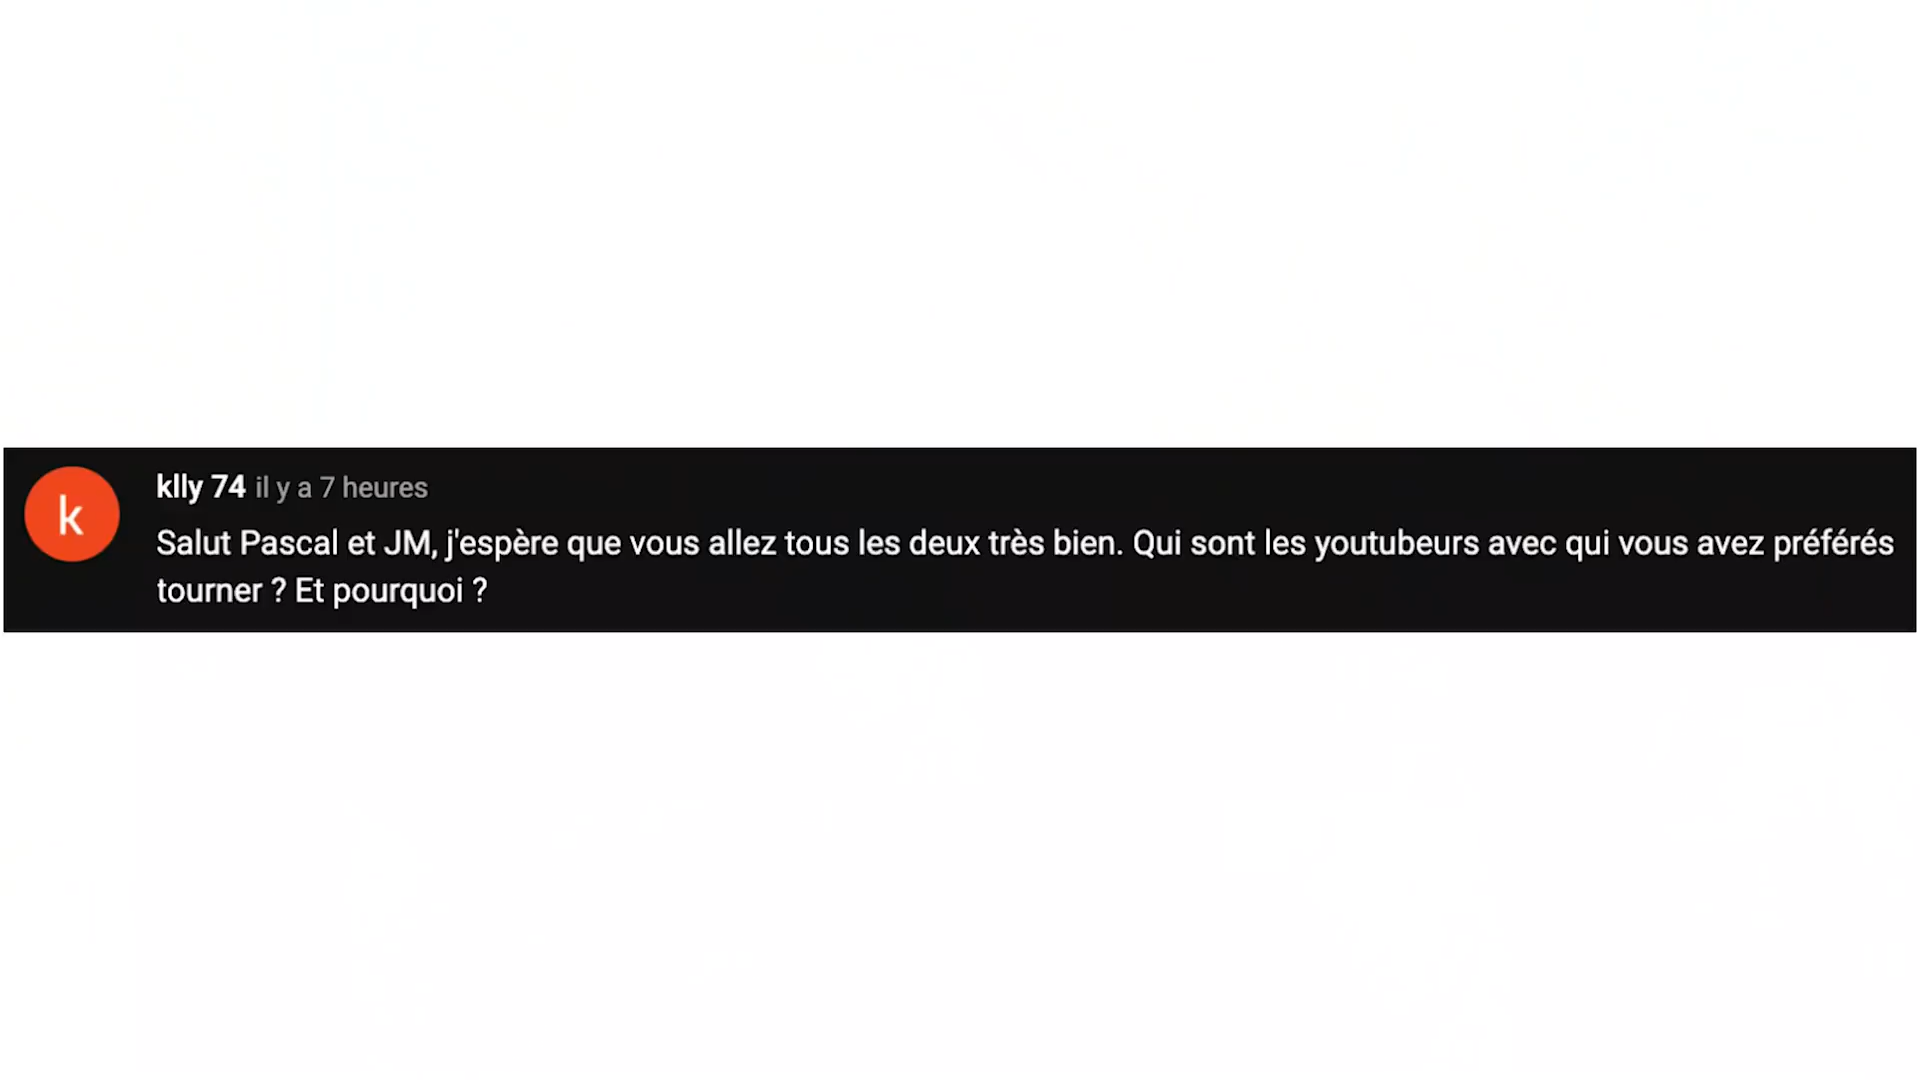 k
klly 74 il y a 7 heures
Salut Pascal et JM, j'espère que vous allez tous les deux très bien. Qui sont les youtubeurs avec qui vous avez préférés
tourner ? Et pourquoi ?